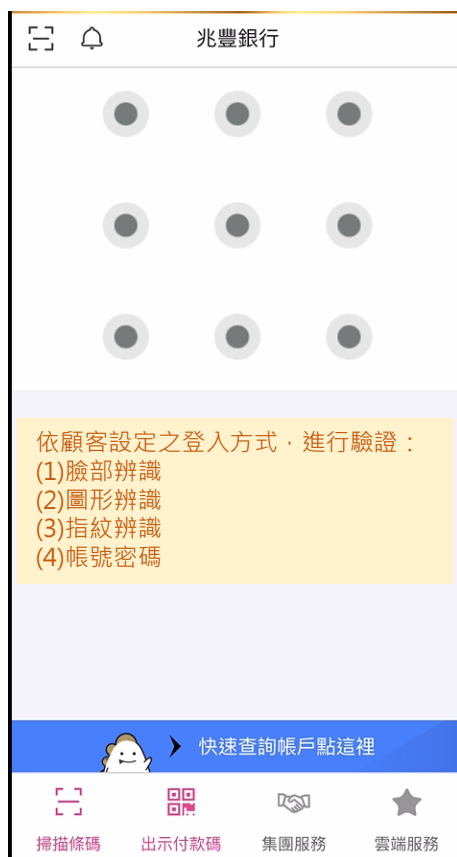 兆豐銀行
依顧客設定之登入方式，進行驗證：
(1)臉部辨識
(2)圖形辨識
(3)指紋辨識
(4)帳號密碼
快速查詢帳戶點這裡
掃描條碼 出示付款碼 集團服務 雲端服務